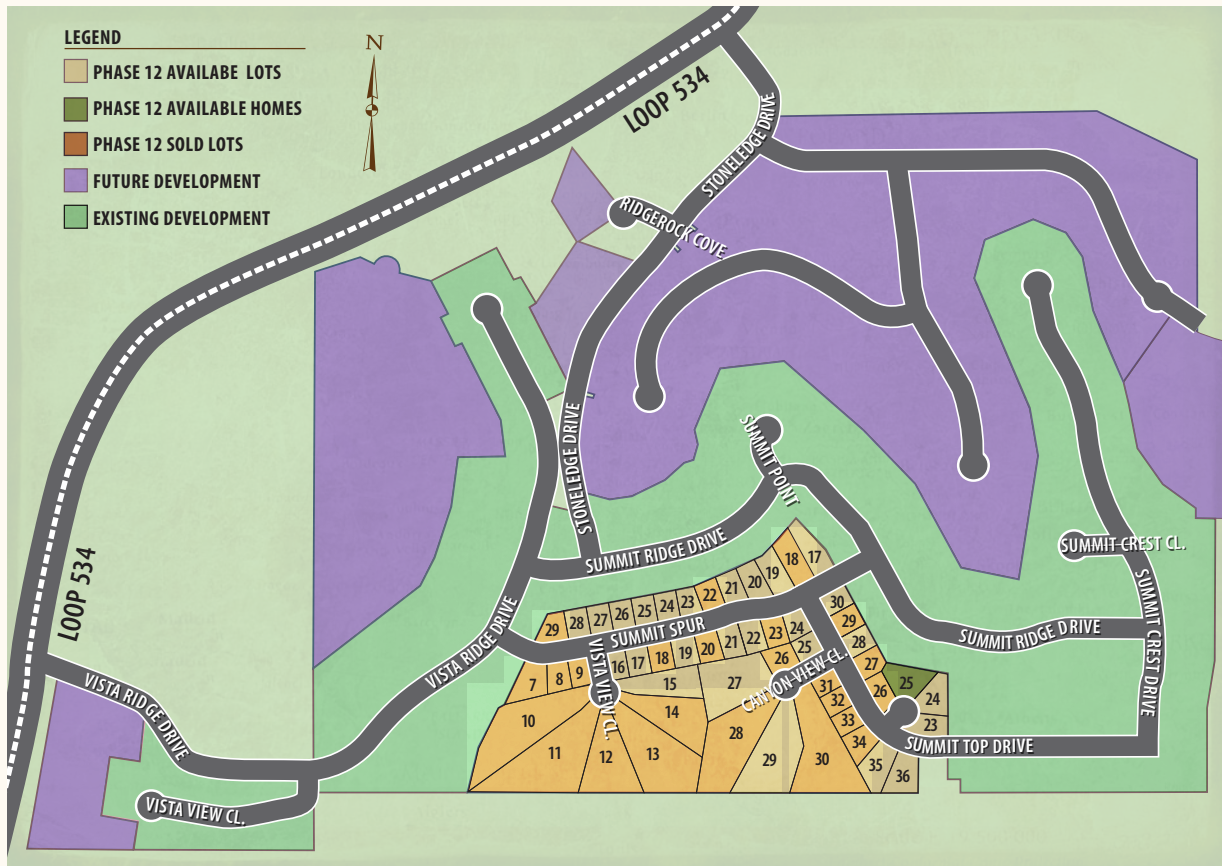 LEGEND
PHASE 12 AVAILABE LOTS
PHASE 12 AVAILABLE HOMES
PHASE 12 SOLD LOTS
FUTURE DEVELOPMENT
EXISTING DEVELOPMENT
N
LOOP 534
STONELEDGE DRIVE
RIDGEROCK COVE
STONELEDGE DRIVE
SUMMIT POINT
SUMMIT RIDGE DRIVE
SUMMIT CREST CL.
LOOP 534
SUMMIT CREST DRIVE
SUMMIT RIDGE DRIVE
VISTA RIDGE DRIVE
VISTA RIDGE DRIVE
VISTA VIEW CL.
SUMMIT SPUR
VISTA VIEW CL.
CANYON VIEW CL.
SUMMIT TOP DRIVE
29 28 27 26 25 24 23 22 21 20 19 18 17
7 8 9 16 17 18 19 20 21 22 23 24
25
26
30
29
28
27
26
25
24
23
10
11
12
13
14
15
27
28
29
30
31
32
33
34
35
36